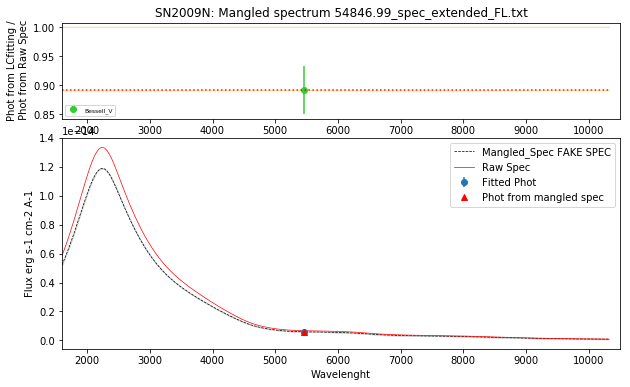 SN2009N: Mangled spectrum 54846.99_spec_extended_FL.txt
Phot from LCfitting /
Phot from Raw Spec
1.00
0.95
0.90
0.85
Bessell_V
2000 3000 4000 5000 6000 7000 8000 9000 10000
1e−14
Flux erg s-1 cm-2 A-1
1.4
1.2
1.0
0.8
0.6
0.4
0.2
0.0
Mangled_Spec FAKE SPEC
Raw Spec
Fitted Phot
Phot from mangled spec
2000 3000 4000 5000 6000 7000 8000 9000 10000
Wavelenght